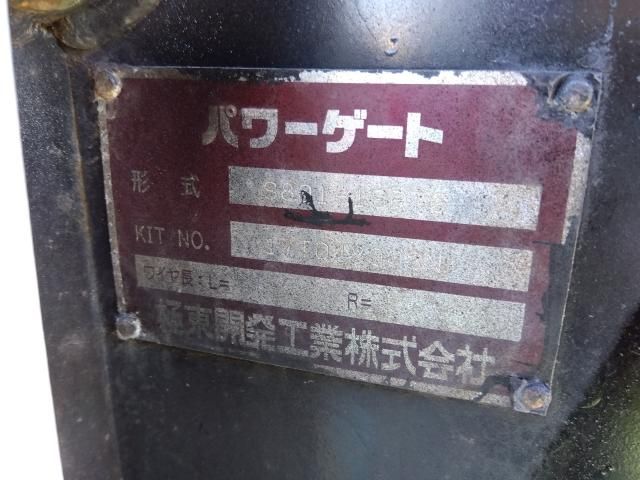 パワーゲート
形 式
KIT NO.
ワイヤ長:L= R=
極東開発工業株式会社